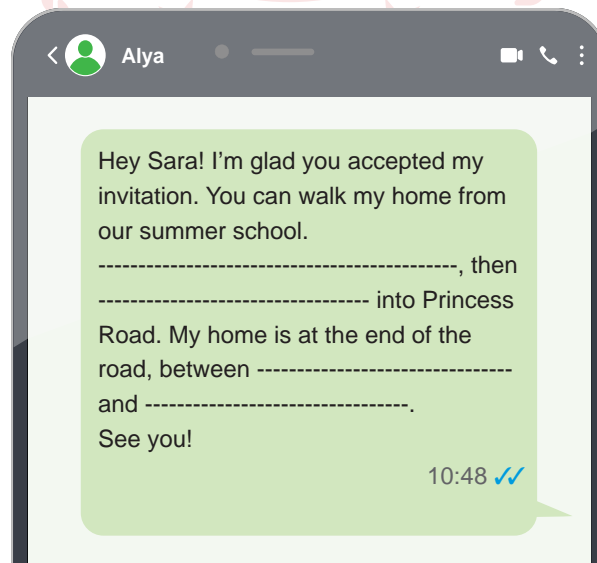 Alya
Hey Sara! I'm glad you accepted my
invitation. You can walk my home from
our summer school.
---------------------------------------------, then
---------------------------------- into Princess
Road. My home is at the end of the
road, between --------------------------------
and ---------------------------------.
See you!
10:48